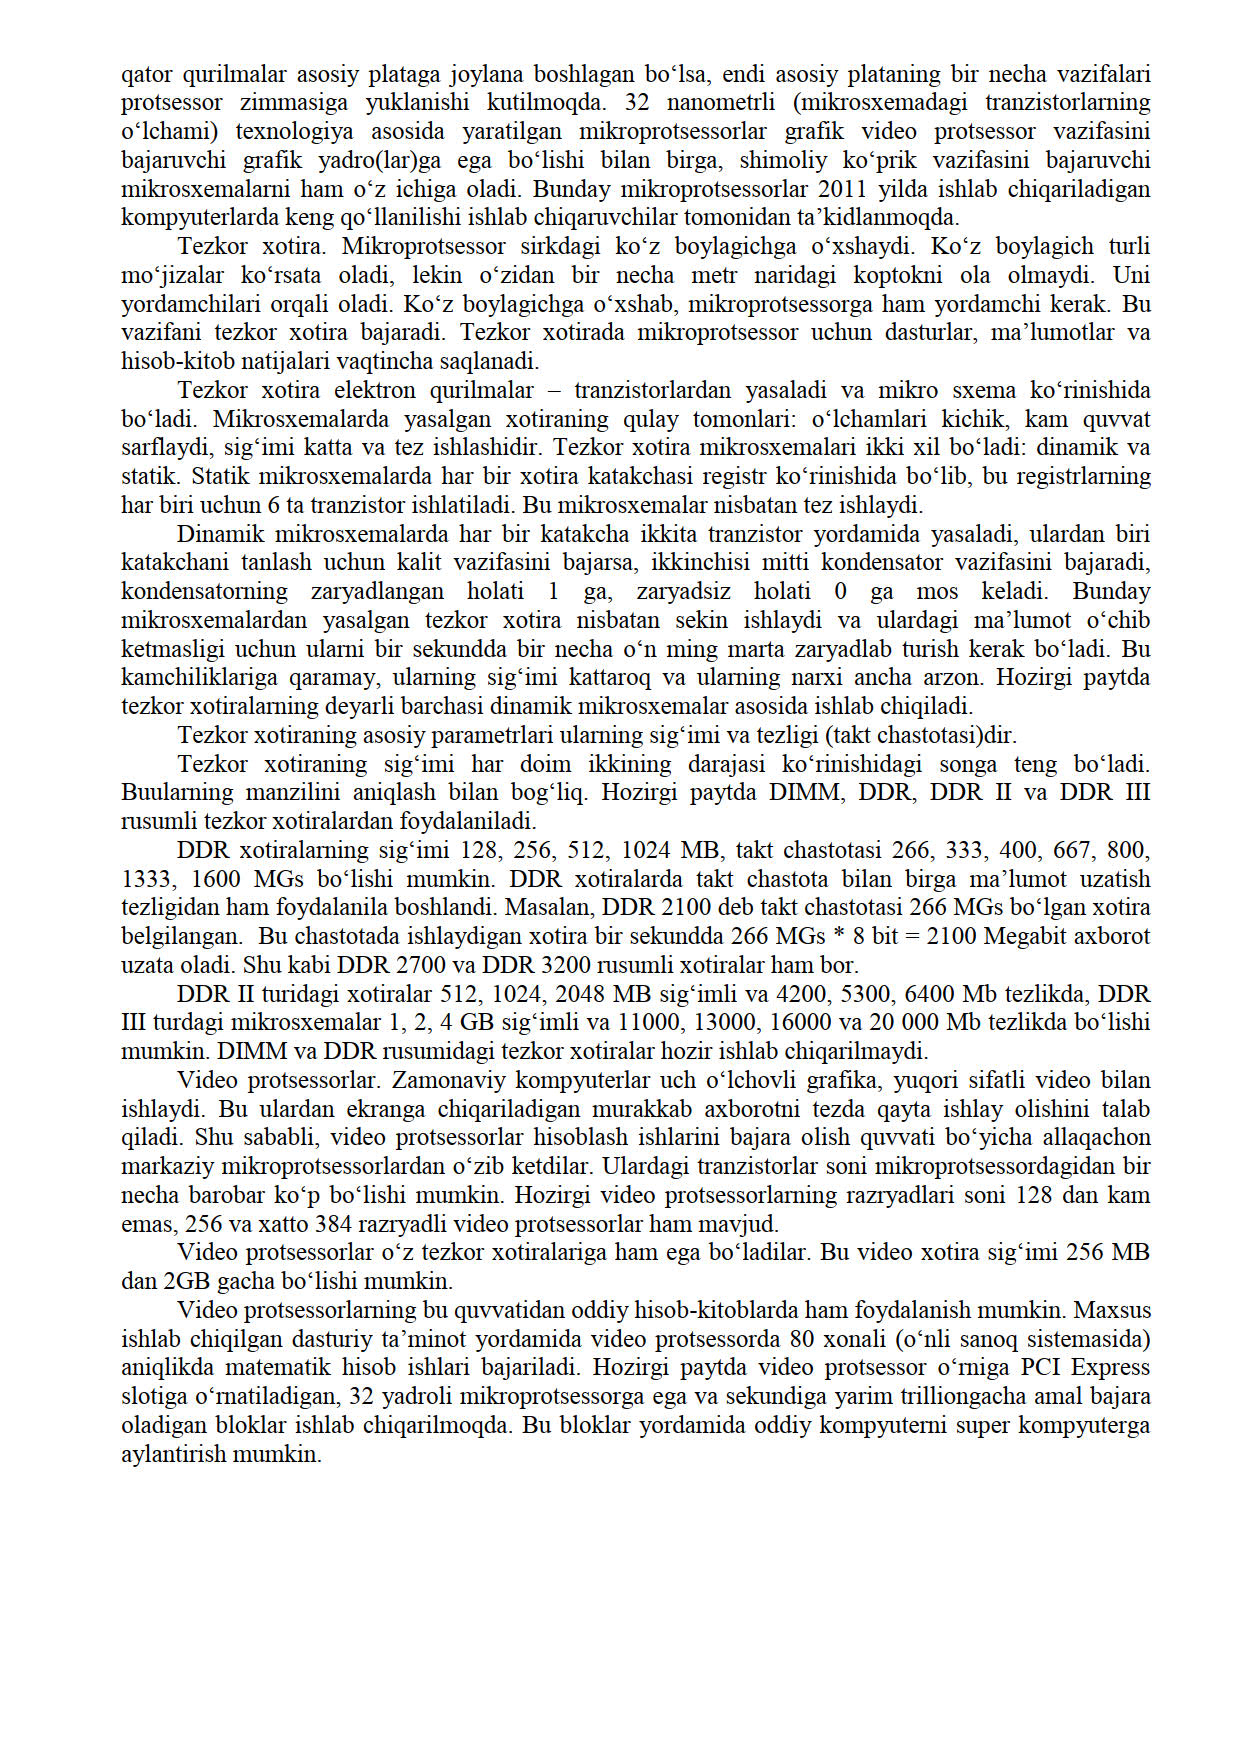 qator qurilmalar asosiy plataga joylana boshlagan bo‘lsa, endi asosiy plataning bir necha vazifalari
protsessor zimmasiga yuklanishi kutilmoqda. 32 nanometrli (mikrosxemadagi tranzistorlarning
o‘lchami) texnologiya asosida yaratilgan mikroprotsessorlar grafik video protsessor vazifasini
bajaruvchi grafik yadro(lar)ga ega bo‘lishi bilan birga, shimoliy ko‘prik vazifasini bajaruvchi
mikrosxemalarni ham o‘z ichiga oladi. Bunday mikroprotsessorlar 2011 yilda ishlab chiqariladigan
kompyuterlarda keng qo‘llanilishi ishlab chiqaruvchilar tomonidan ta’kidlanmoqda.
Tezkor xotira. Mikroprotsessor sirkdagi ko‘z boylagichga o‘xshaydi. Ko‘z boylagich turli
mo‘jizalar ko‘rsata oladi, lekin o‘zidan bir necha metr naridagi koptokni ola olmaydi. Uni
yordamchilari orqali oladi. Ko‘z boylagichga o‘xshab, mikroprotsessorga ham yordamchi kerak. Bu
vazifani tezkor xotira bajaradi. Tezkor xotirada mikroprotsessor uchun dasturlar, ma’lumotlar va
hisob-kitob natijalari vaqtincha saqlanadi.
Tezkor xotira elektron qurilmalar – tranzistorlardan yasaladi va mikro sxema ko‘rinishida
bo‘ladi. Mikrosxemalarda yasalgan xotiraning qulay tomonlari: o‘lchamlari kichik, kam quvvat
sarflaydi, sig‘imi katta va tez ishlashidir. Tezkor xotira mikrosxemalari ikki xil bo‘ladi: dinamik va
statik. Statik mikrosxemalarda har bir xotira katakchasi registr ko‘rinishida bo‘lib, bu registrlarning
har biri uchun 6 ta tranzistor ishlatiladi. Bu mikrosxemalar nisbatan tez ishlaydi.
Dinamik mikrosxemalarda har bir katakcha ikkita tranzistor yordamida yasaladi, ulardan biri
katakchani tanlash uchun kalit vazifasini bajarsa, ikkinchisi mitti kondensator vazifasini bajaradi,
kondensatorning zaryadlangan holati 1 ga, zaryadsiz holati 0 ga mos keladi. Bunday
mikrosxemalardan yasalgan tezkor xotira nisbatan sekin ishlaydi va ulardagi ma’lumot o‘chib
ketmasligi uchun ularni bir sekundda bir necha o‘n ming marta zaryadlab turish kerak bo‘ladi. Bu
kamchiliklariga qaramay, ularning sig‘imi kattaroq va ularning narxi ancha arzon. Hozirgi paytda
tezkor xotiralarning deyarli barchasi dinamik mikrosxemalar asosida ishlab chiqiladi.
Tezkor xotiraning asosiy parametrlari ularning sig‘imi va tezligi (takt chastotasi)dir.
Tezkor xotiraning sig‘imi har doim ikkining darajasi ko‘rinishidagi songa teng bo‘ladi.
Buularning manzilini aniqlash bilan bog‘liq. Hozirgi paytda DIMM, DDR, DDR II va DDR III
rusumli tezkor xotiralardan foydalaniladi.
DDR xotiralarning sig‘imi 128, 256, 512, 1024 MB, takt chastotasi 266, 333, 400, 667, 800,
1333, 1600 MGs bo‘lishi mumkin. DDR xotiralarda takt chastota bilan birga ma’lumot uzatish
tezligidan ham foydalanila boshlandi. Masalan, DDR 2100 deb takt chastotasi 266 MGs bo‘lgan xotira
belgilangan.  Bu chastotada ishlaydigan xotira bir sekundda 266 MGs * 8 bit = 2100 Megabit axborot
uzata oladi. Shu kabi DDR 2700 va DDR 3200 rusumli xotiralar ham bor.
DDR II turidagi xotiralar 512, 1024, 2048 MB sig‘imli va 4200, 5300, 6400 Mb tezlikda, DDR
III turdagi mikrosxemalar 1, 2, 4 GB sig‘imli va 11000, 13000, 16000 va 20 000 Mb tezlikda bo‘lishi
mumkin. DIMM va DDR rusumidagi tezkor xotiralar hozir ishlab chiqarilmaydi.
Video protsessorlar. Zamonaviy kompyuterlar uch o‘lchovli grafika, yuqori sifatli video bilan
ishlaydi. Bu ulardan ekranga chiqariladigan murakkab axborotni tezda qayta ishlay olishini talab
qiladi. Shu sababli, video protsessorlar hisoblash ishlarini bajara olish quvvati bo‘yicha allaqachon
markaziy mikroprotsessorlardan o‘zib ketdilar. Ulardagi tranzistorlar soni mikroprotsessordagidan bir
necha barobar ko‘p bo‘lishi mumkin. Hozirgi video protsessorlarning razryadlari soni 128 dan kam
emas, 256 va xatto 384 razryadli video protsessorlar ham mavjud.
Video protsessorlar o‘z tezkor xotiralariga ham ega bo‘ladilar. Bu video xotira sig‘imi 256 MB
dan 2GB gacha bo‘lishi mumkin.
Video protsessorlarning bu quvvatidan oddiy hisob-kitoblarda ham foydalanish mumkin. Maxsus
ishlab chiqilgan dasturiy ta’minot yordamida video protsessorda 80 xonali (o‘nli sanoq sistemasida)
aniqlikda matematik hisob ishlari bajariladi. Hozirgi paytda video protsessor o‘rniga PCI Express
slotiga o‘rnatiladigan, 32 yadroli mikroprotsessorga ega va sekundiga yarim trilliongacha amal bajara
oladigan bloklar ishlab chiqarilmoqda. Bu bloklar yordamida oddiy kompyuterni super kompyuterga
aylantirish mumkin.